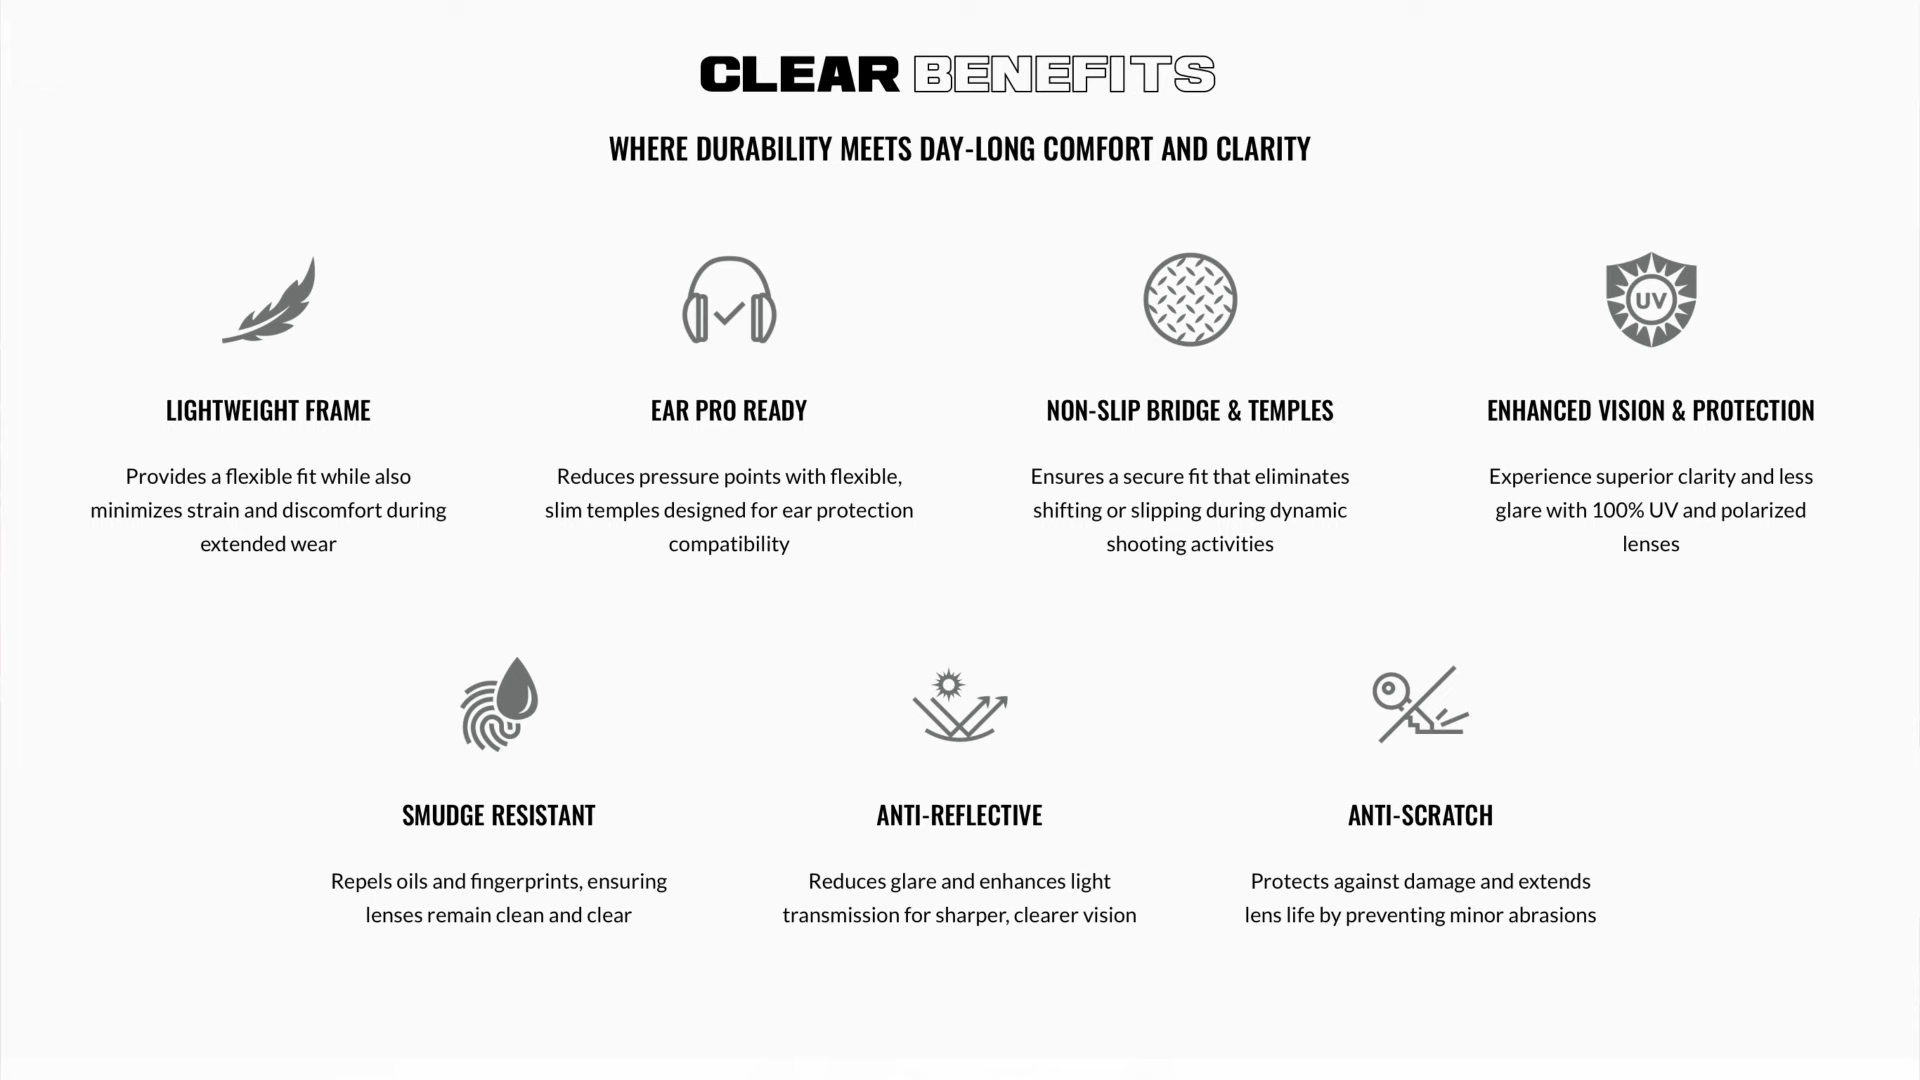 CLEAR BENEFITS
WHERE DURABILITY MEETS DAY-LONG COMFORT AND CLARITY
LIGHTWEIGHT FRAME
Provides a flexible fit while also
minimizes strain and discomfort during
extended wear
EAR PRO READY
Reduces pressure points with flexible,
slim temples designed for ear protection
compatibility
NON-SLIP BRIDGE & TEMPLES
Ensures a secure fit that eliminates
shifting or slipping during dynamic
shooting activities
UV
ENHANCED VISION & PROTECTION
Experience superior clarity and less
glare with 100% UV and polarized
lenses
SMUDGE RESISTANT
Repels oils and fingerprints, ensuring
lenses remain clean and clear
ANTI-REFLECTIVE
Reduces glare and enhances light
transmission for sharper, clearer vision
ANTI-SCRATCH
Protects against damage and extends
lens life by preventing minor abrasions